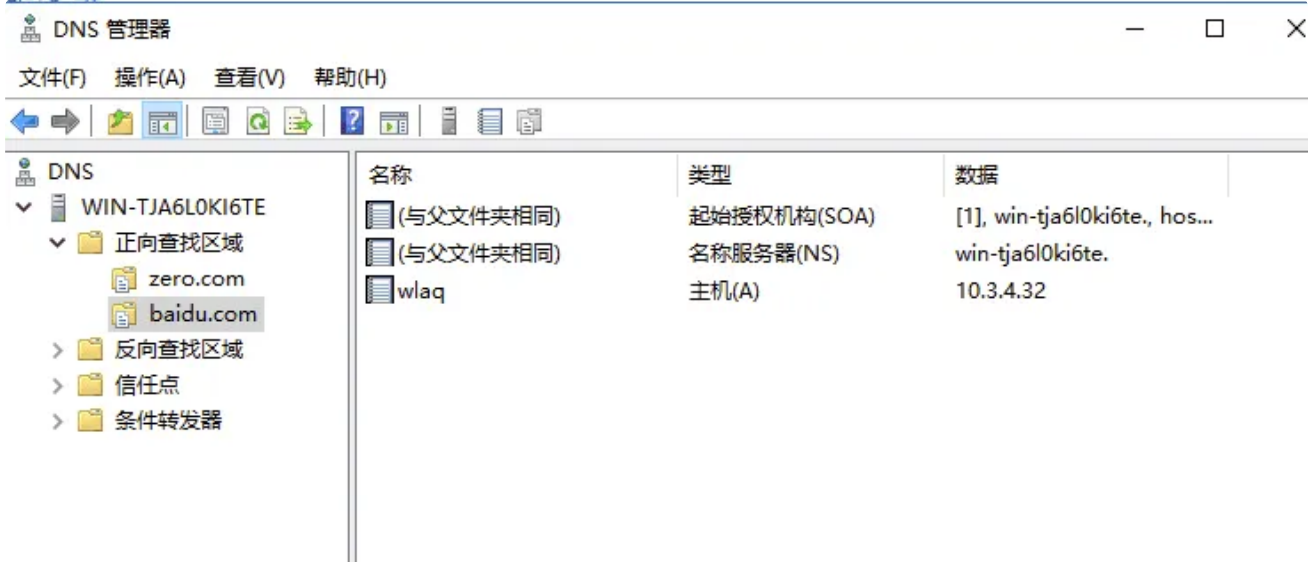 DNS 管理器
文件(F) 操作(A) 查看(V) 帮助(H)
DNS
WIN-TJA6L0KI6TE
正向查找区域
zero.com
baidu.com
反向查找区域
信任点
条件转发器
名称 类型 数据
(与父文件夹相同) 起始授权机构(SOA) [1], win-tja6l0ki6te., hos...
(与父文件夹相同) 名称服务器(NS) win-tja6l0ki6te.
wlaq 主机(A) 10.3.4.32